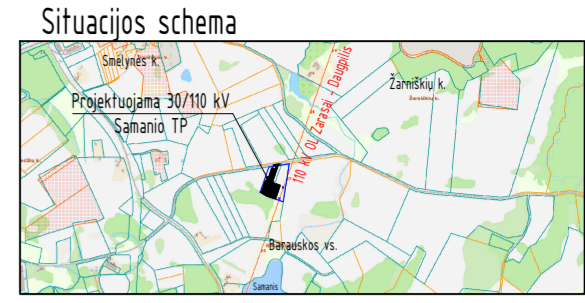 Situacijos schema
Smėlynės k.
Žarniškių k.
Projektuojama 30/110 kV
Samanio TP
110 kV OL Zarasai - Daugpilis
Barauskos vs.
Samanis